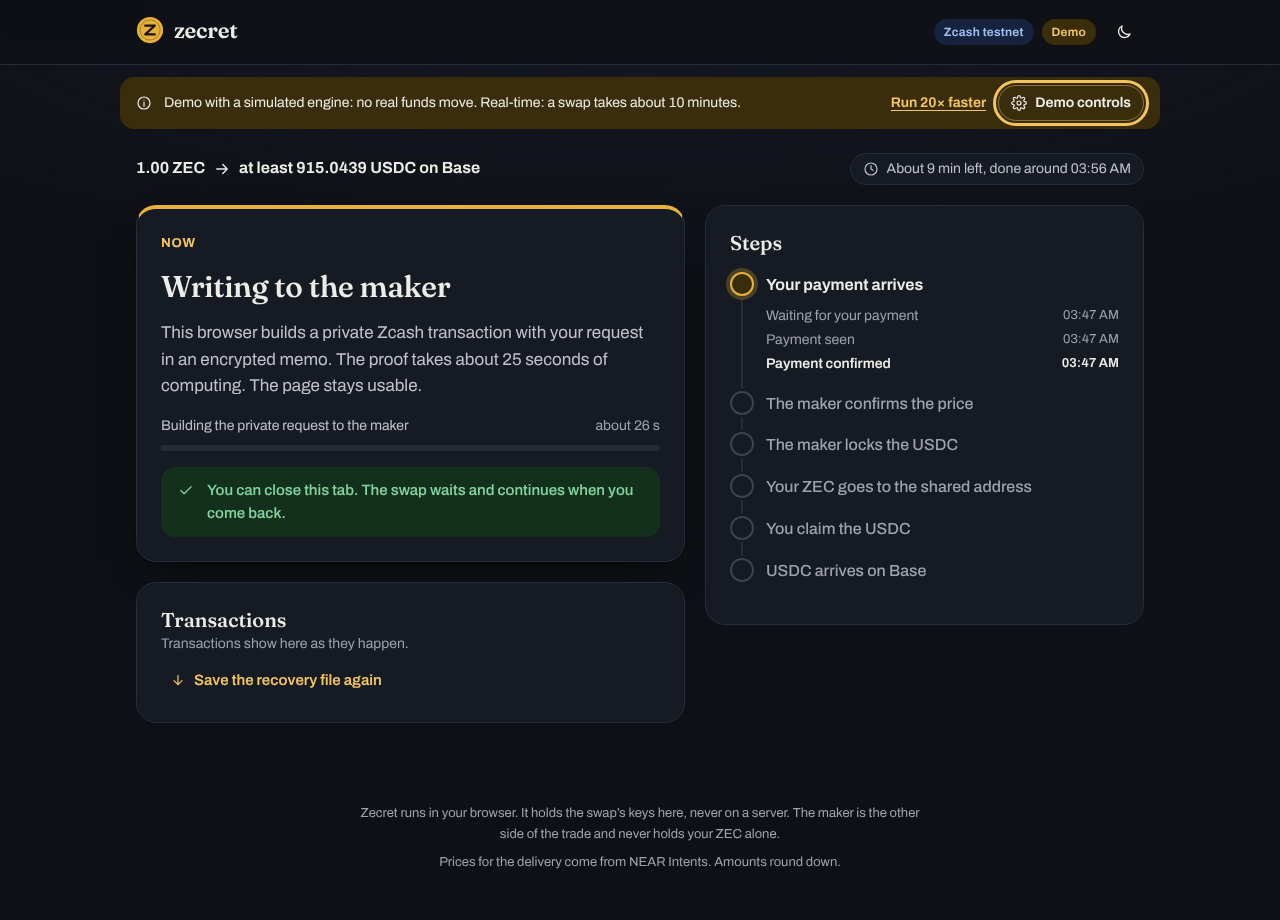 zecret
Zcash testnet
Demo
Demo with a simulated engine: no real funds move. Real-time: a swap takes about 10 minutes.
Run 20× faster
Demo controls
1.00 ZEC → at least 915.0439 USDC on Base
About 9 min left, done around 03:56 AM
NOW
Writing to the maker
This browser builds a private Zcash transaction with your request
in an encrypted memo. The proof takes about 25 seconds of
computing. The page stays usable.
Building the private request to the maker
about 26 s
You can close this tab. The swap waits and continues when you
come back.
Transactions
Transactions show here as they happen.
Save the recovery file again
Steps
Your payment arrives
Waiting for your payment 03:47 AM
Payment seen 03:47 AM
Payment confirmed 03:47 AM
The maker confirms the price
The maker locks the USDC
Your ZEC goes to the shared address
You claim the USDC
USDC arrives on Base
Zecret runs in your browser. It holds the swap’s keys here, never on a server. The maker is the other
side of the trade and never holds your ZEC alone.
Prices for the delivery come from NEAR Intents. Amounts round down.